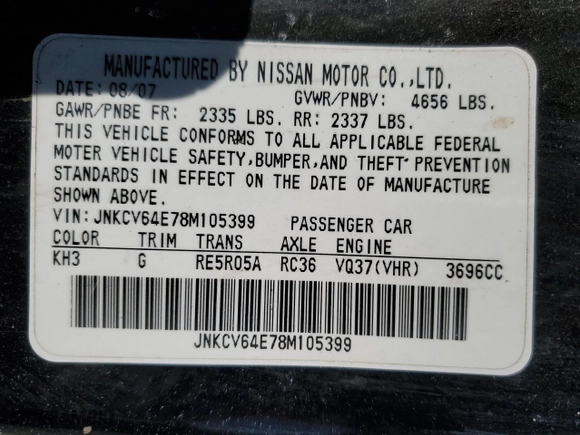 MANUFACTURED BY NISSAN MOTOR CO.,LTD.
DATE: 08/07 GVWR/PNBV: 4656 LBS.
GAWR/PNBE FR: 2335 LBS. RR: 2337 LBS.
THIS VEHICLE CONFORMS TO ALL APPLICABLE FEDERAL
MOTER VEHICLE SAFETY,BUMPER,AND THEFT PREVENTION
STANDARDS IN EFFECT ON THE DATE OF MANUFACTURE
SHOWN ABOVE.
VIN: JNKCV64E78M105399 PASSENGER CAR
COLOR TRIM TRANS AXLE ENGINE
KH3 G RE5R05A RC36 VQ37(VHR) 3696CC
JNKCV64E78M105399